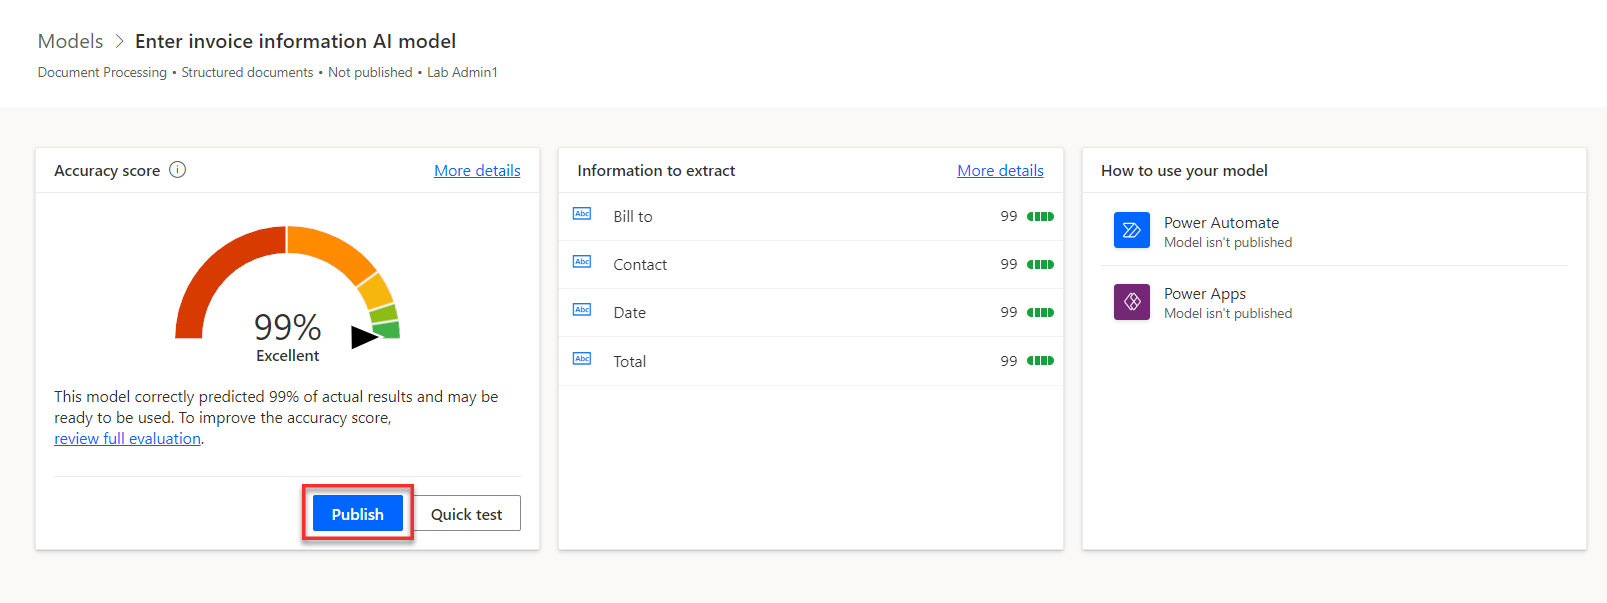 Models > Enter invoice information AI model
Document Processing • Structured documents • Not published • Lab Admin1
Accuracy score
More details
99%
Excellent
This model correctly predicted 99% of actual results and may be
ready to be used. To improve the accuracy score,
review full evaluation.
Publish
Quick test
Information to extract
More details
Abc Bill to 99
Abc Contact 99
Abc Date 99
Abc Total 99
How to use your model
Power Automate
Model isn't published
Power Apps
Model isn't published